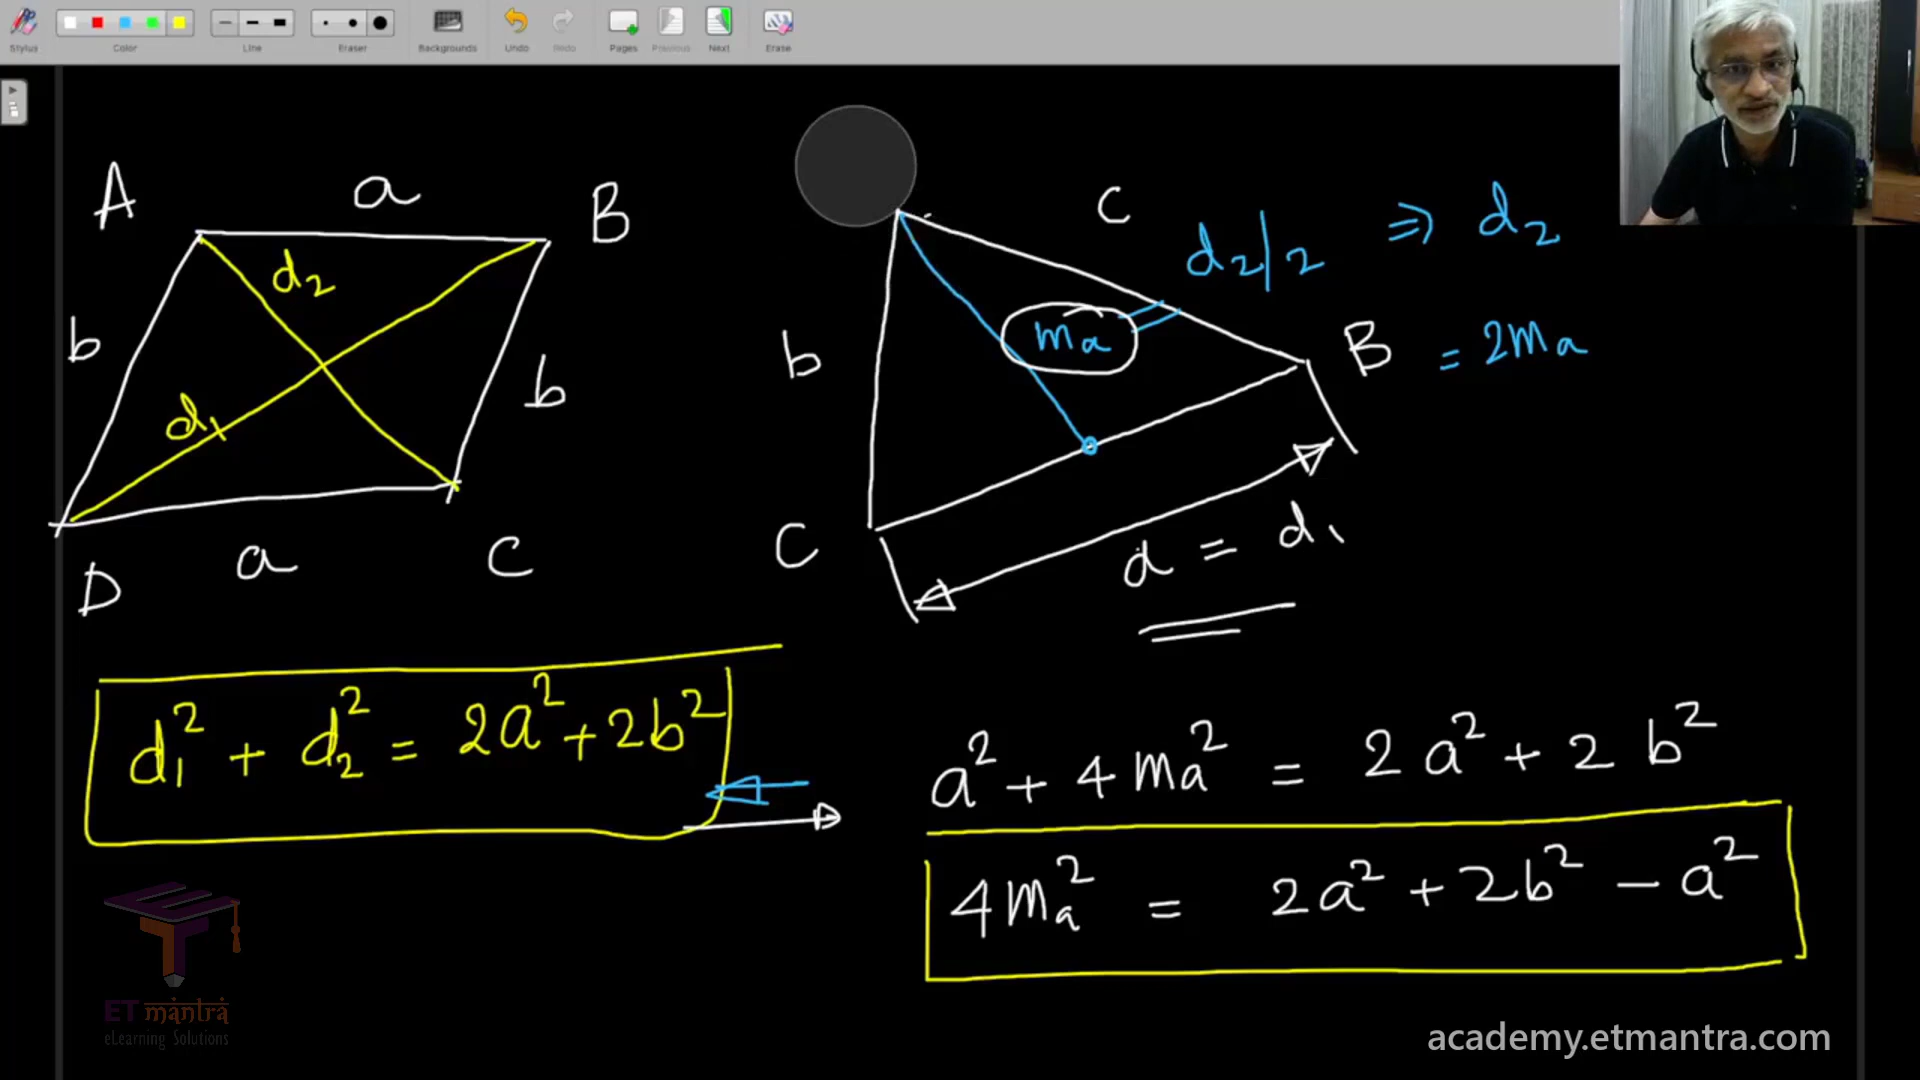 Stylus Color Line Eraser Backgrounds Undo Redo Pages Previous Next Erase
A a B
d2
b
d1
b
D a C
C
d2/2 ⇒ d2
ma
b
B = 2ma
C
a = d1
d1² + d2² = 2a² + 2b²
a² + 4ma² = 2a² + 2b²
4ma² = 2a² + 2b² − a²
ET mantra
eLearning Solutions
academy.etmantra.com